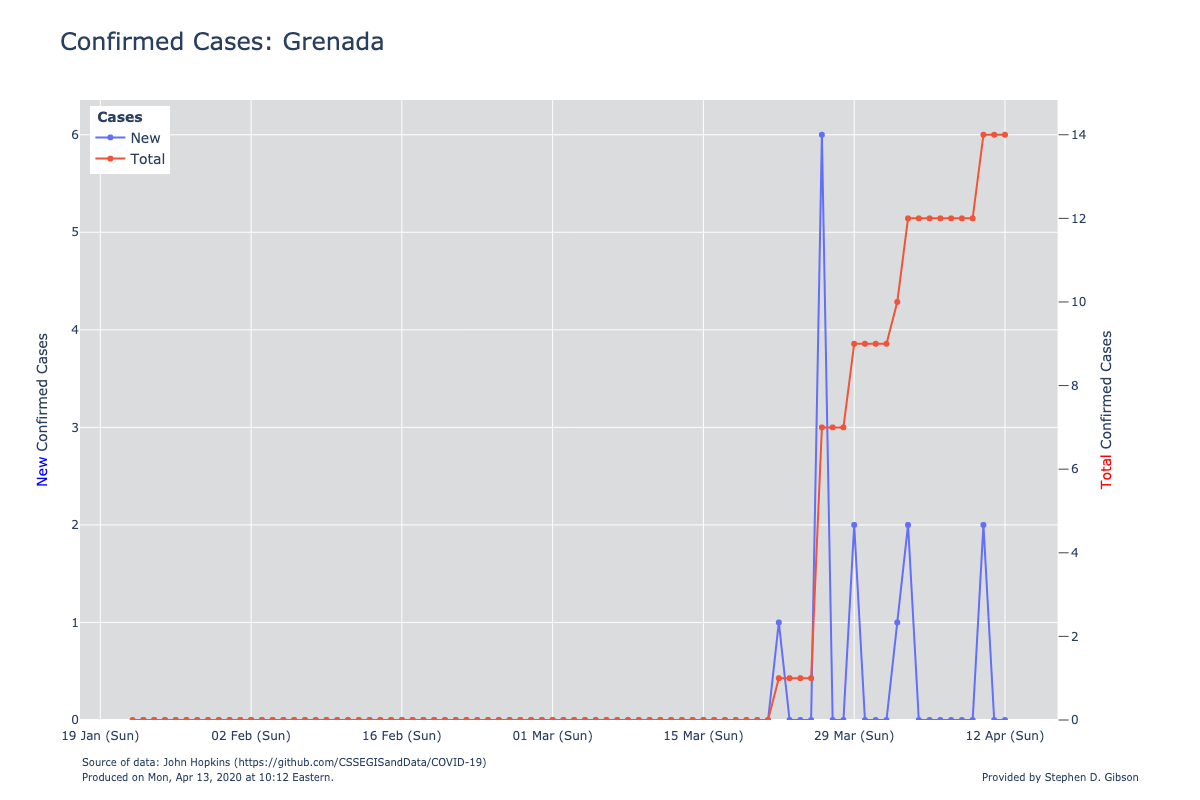 Confirmed Cases: Grenada
Cases
New
Total
6
5
4
3
2
1
0
14
12
10
8
6
4
2
0
New Confirmed Cases
Total Confirmed Cases
19 Jan (Sun)
02 Feb (Sun)
16 Feb (Sun)
01 Mar (Sun)
15 Mar (Sun)
29 Mar (Sun)
12 Apr (Sun)
Source of data: John Hopkins (https://github.com/CSSEGISandData/COVID-19)
Produced on Mon, Apr 13, 2020 at 10:12 Eastern.
Provided by Stephen D. Gibson